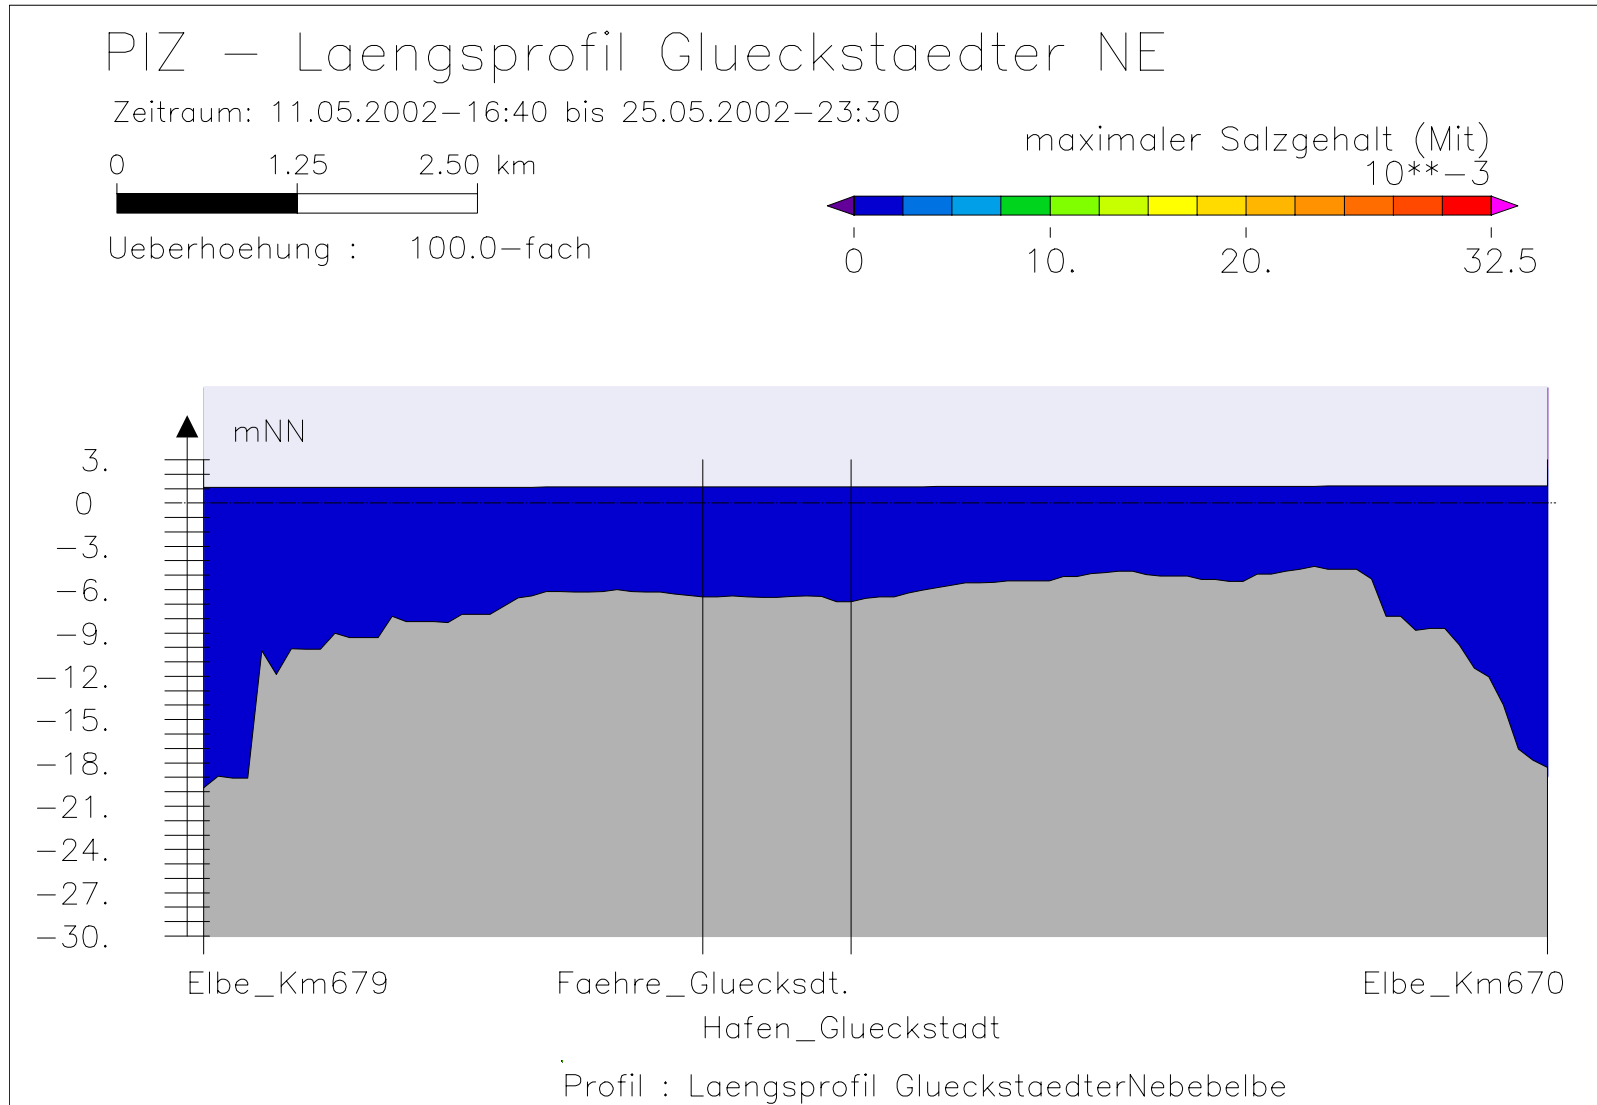 PIZ - Laengsprofil Glueckstaedter NE
Zeitraum: 11.05.2002-16:40 bis 25.05.2002-23:30
maximaler Salzgehalt (Mit)
10**-3
0 1.25 2.50 km
Ueberhoehung : 100.0-fach
0 10. 20. 32.5
mNN
3.
0
-3.
-6.
-9.
-12.
-15.
-18.
-21.
-24.
-27.
-30.
Elbe_Km679 Faehre_Gluecksdt. Elbe_Km670
Hafen_Glueckstadt
Profil : Laengsprofil GlueckstaedterNebebelbe